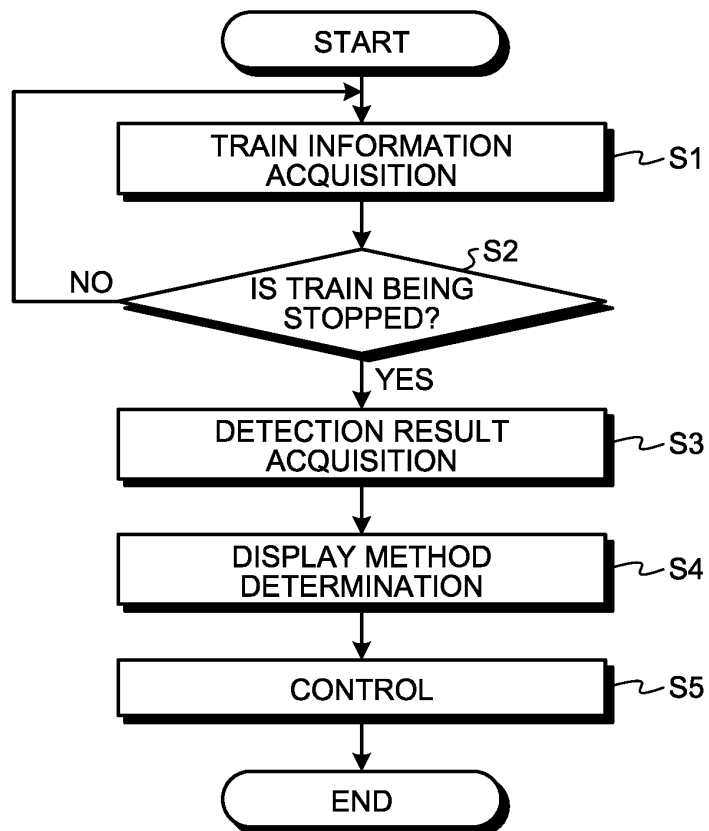 START
TRAIN INFORMATION
ACQUISITION
S1
S2
IS TRAIN BEING
STOPPED?
NO
YES
DETECTION RESULT
ACQUISITION
S3
DISPLAY METHOD
DETERMINATION
S4
CONTROL
S5
END